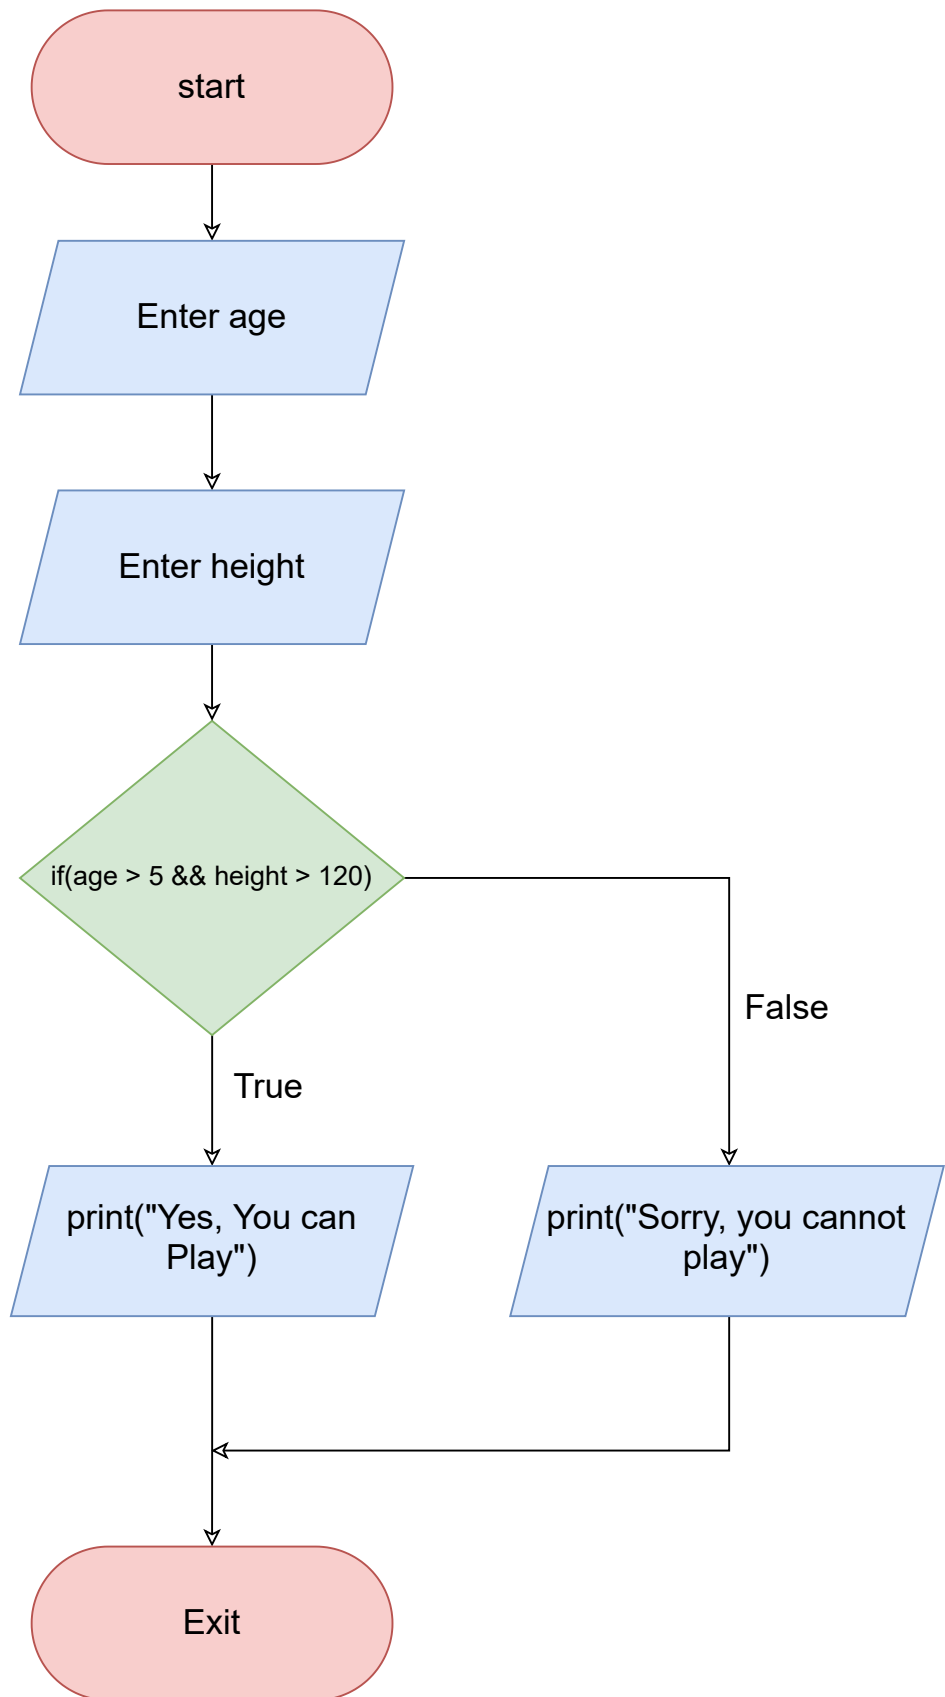 start
Enter age
Enter height
if(age > 5 && height > 120)
False
True
print("Yes, You can
Play")
print("Sorry, you cannot
play")
Exit